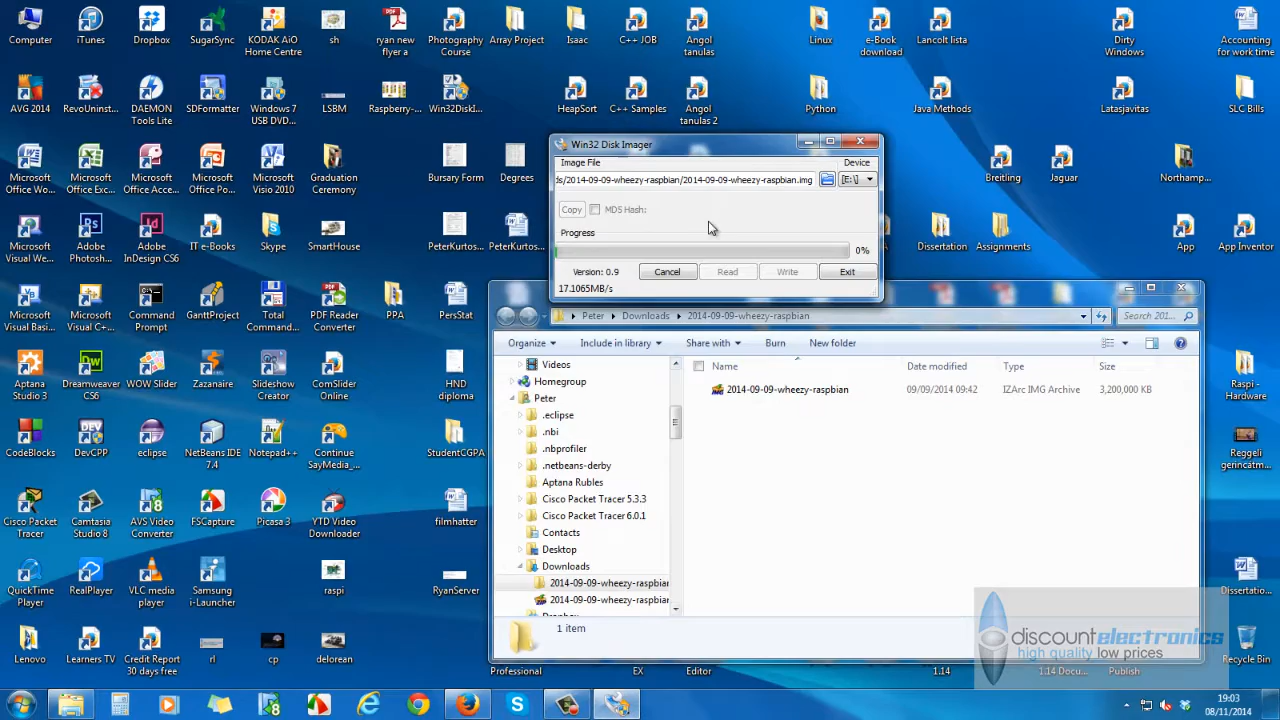 Computer
iTunes
Dropbox
SugarSync
KODAK AiO
Home Centre
sh
ryan new
flyer a
Photography
Course
Array Project
Isaac
C++ JOB
Angol
tanulas
Linux
e-Book
download
Lancolt lista
Dirty
Windows
Accounting
for work time
AVG 2014
RevoUninst...
DAEMON
Tools Lite
SDFormatter
Windows 7
USB DVD...
LSBM
Raspberry-...
Win32DiskI...
HeapSort
C++ Samples
Angol
tanulas 2
Python
Java Methods
Latasjavitas
SLC Bills
Microsoft
Office Wo...
Microsoft
Office Exc...
Microsoft
Office Acce...
Microsoft
Office Po...
Microsoft
Visio 2010
Graduation
Ceremony
Bursary Form
Degrees
Breitling
Jaguar
Northamp...
Microsoft
Visual We...
Adobe
Photosh...
Adobe
InDesign CS6
IT e-Books
Skype
SmartHouse
PeterKurtos...
PeterKurtos...
Dissertation
Assignments
App
App Inventor
Microsoft
Visual Basi...
Microsoft
Visual C+...
Command
Prompt
GanttProject
Total
Comman...
PDF Reader
Converter
PPA
PersStat
Aptana
Studio 3
Dreamweaver
CS6
WOW Slider
Zazanaire
Slideshow
Creator
ComSlider
Online
HND
diploma
Raspi -
Hardware
CodeBlocks
DevCPP
eclipse
NetBeans IDE
7.4
Notepad++
Continue
SayMedia_...
StudentCGPA
Reggeli
gerincátm...
Cisco Packet
Tracer
Camtasia
Studio 8
AVS Video
Converter
FSCapture
Picasa 3
YTD Video
Downloader
filmhatter
QuickTime
Player
RealPlayer
VLC media
player
Samsung
i-Launcher
raspi
RyanServer
Dissertatio...
Lenovo
Learners TV
Credit Report
30 days free
rl
cp
delorean
Professional
EX
Editor
1.14
1.14 Docu...
Publish
Recycle Bin
Win32 Disk Imager
Image File
Device
ds/2014-09-09-wheezy-raspbian/2014-09-09-wheezy-raspbian.img
[E:\]
Copy
MD5 Hash:
Progress
0%
Version: 0.9
Cancel
Read
Write
Exit
17.1065MB/s
Peter
Downloads
2014-09-09-wheezy-raspbian
Search 201...
Organize
Include in library
Share with
Burn
New folder
Name
Date modified
Type
Size
2014-09-09-wheezy-raspbian
09/09/2014 09:42
IZArc IMG Archive
3,200,000 KB
Videos
Homegroup
Peter
.eclipse
.nbi
.nbprofiler
.netbeans-derby
Aptana Rubles
Cisco Packet Tracer 5.3.3
Cisco Packet Tracer 6.0.1
Contacts
Desktop
Downloads
2014-09-09-wheezy-raspbian
2014-09-09-wheezy-raspbian
1 item
discountelectronics
high quality low prices
19:03
08/11/2014